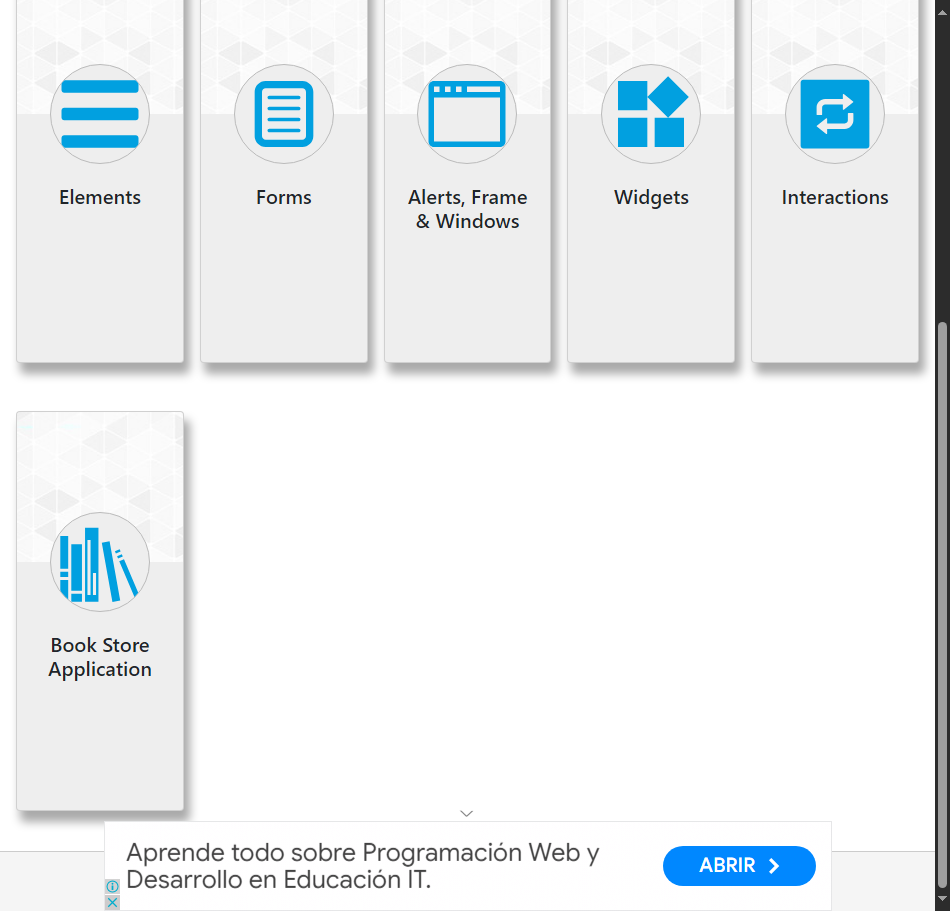 Elements
Forms
Alerts, Frame
& Windows
Widgets
Interactions
Book Store
Application
Aprende todo sobre Programación Web y
Desarrollo en Educación IT.
ABRIR